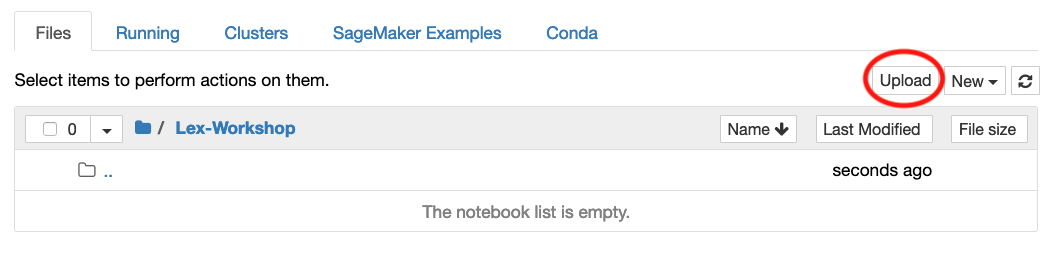 Files Running Clusters SageMaker Examples Conda
Select items to perform actions on them. Upload New
0 / Lex-Workshop Name Last Modified File size
.. seconds ago
The notebook list is empty.